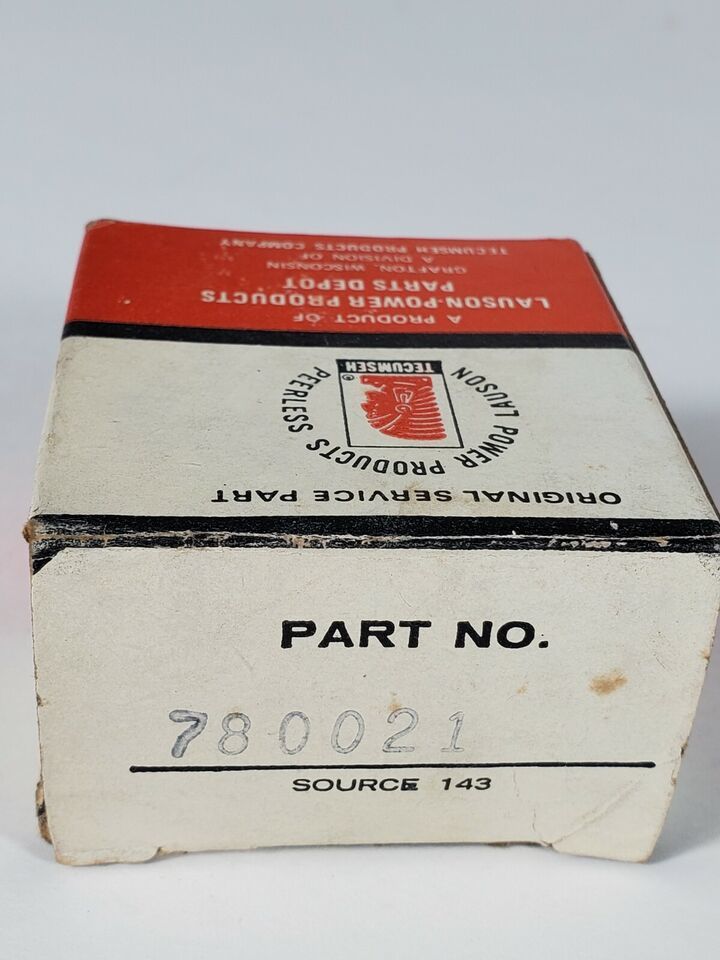 A PRODUCT OF
LAUSON-POWER PRODUCTS
PARTS DEPOT
GRAFTON, WISCONSIN
A DIVISION OF
TECUMSEH PRODUCTS COMPANY
ORIGINAL SERVICE PART
LAUSON POWER PRODUCTS PEERLESS
TECUMSEH
®
PART NO.
780021
SOURCE 143